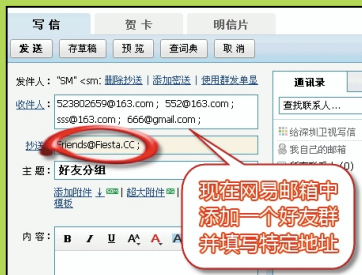 写信 贺卡 明信片
发送 存草稿 预览 查词典 取消
发件人: "SM" <sm: 删除抄送 | 添加密送 | 使用群发单显
通讯录
收件人: 523802659@163.com ; 552@163.com ;
sss@163.com ; 666@gmail.com ;
查找联系人...
给深圳卫视写信
抄送: friends@Fiesta.CC ;
我自己的邮箱
所有联系人 (0)
主题: 好友分组
添加附件 | 超大附件 |
模板
内容: B I U A A
现在网易邮箱中
添加一个好友群
并填写特定地址